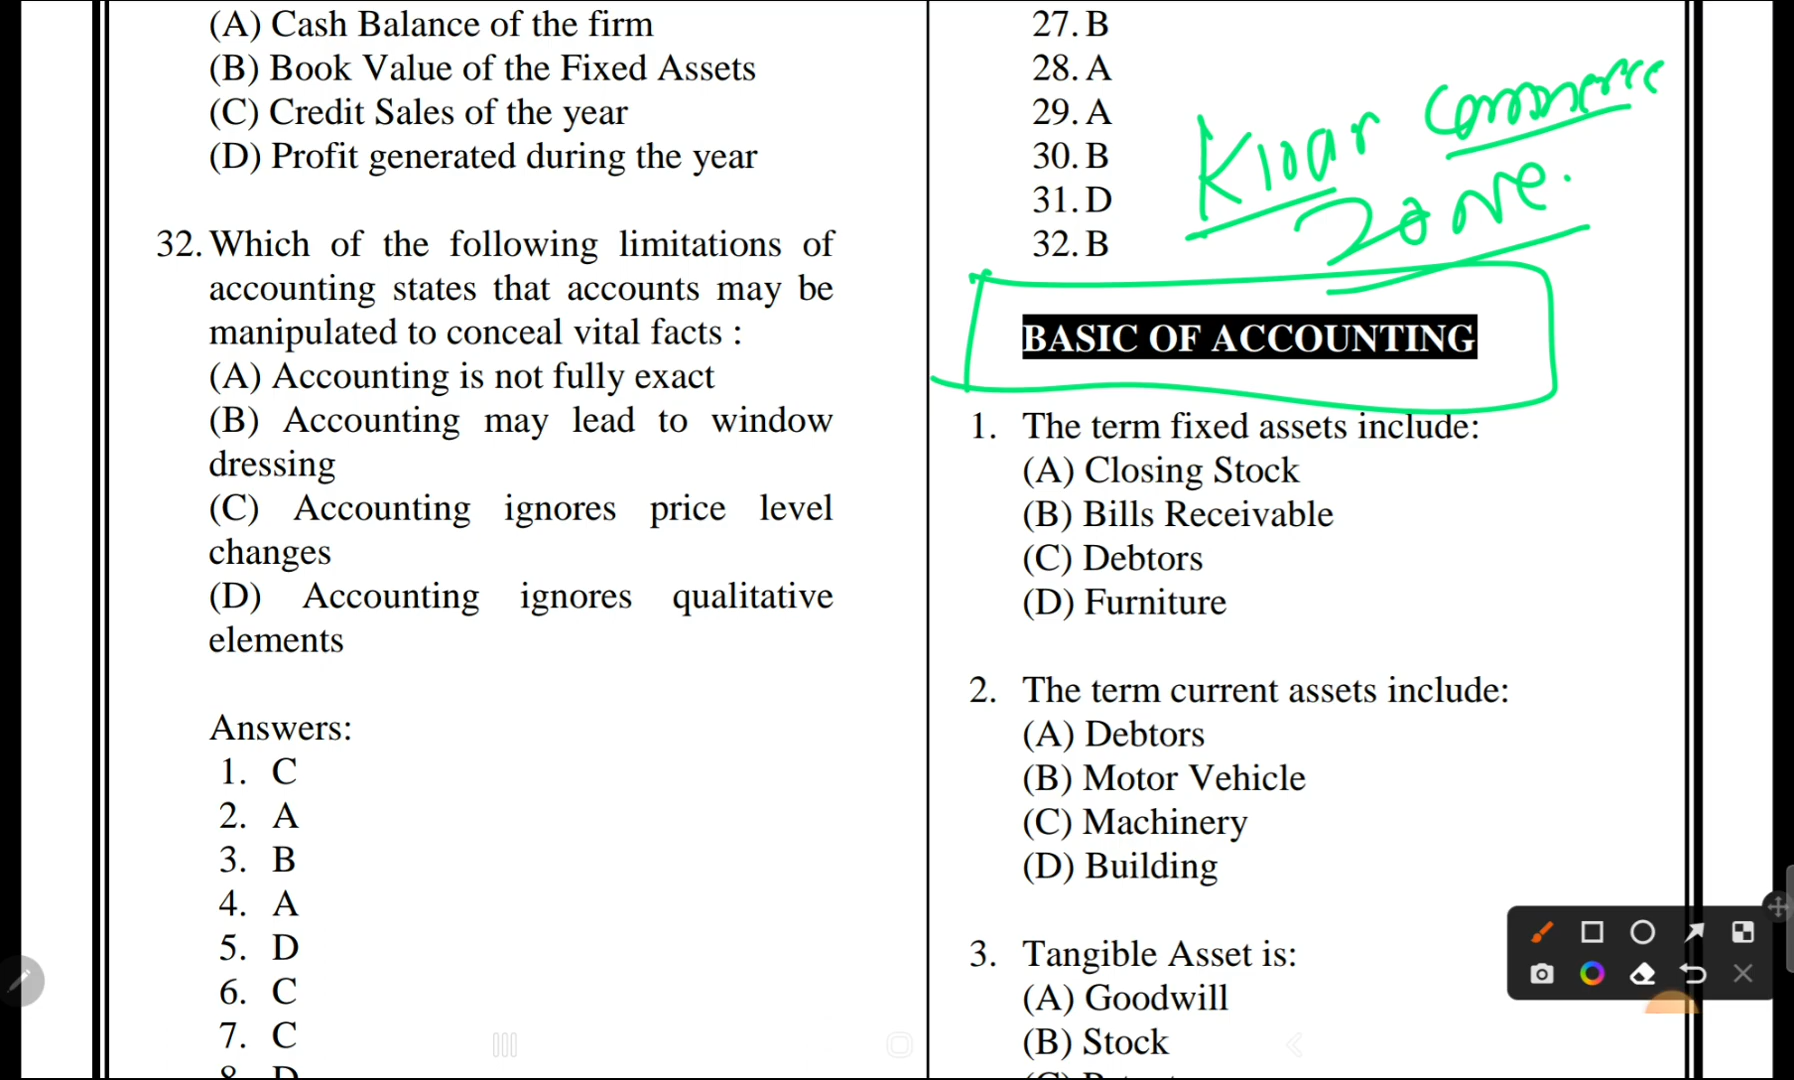 (A) Cash Balance of the firm
(B) Book Value of the Fixed Assets
(C) Credit Sales of the year
(D) Profit generated during the year
32. Which of the following limitations of
accounting states that accounts may be
manipulated to conceal vital facts :
(A) Accounting is not fully exact
(B) Accounting may lead to window
dressing
(C) Accounting ignores price level
changes
(D) Accounting ignores qualitative
elements
Answers:
1. C
2. A
3. B
4. A
5. D
6. C
7. C
8. D
27. B
28. A
29. A
30. B
31. D
32. B
Commerce
Zone.
BASIC OF ACCOUNTING
1. The term fixed assets include:
(A) Closing Stock
(B) Bills Receivable
(C) Debtors
(D) Furniture
2. The term current assets include:
(A) Debtors
(B) Motor Vehicle
(C) Machinery
(D) Building
3. Tangible Asset is:
(A) Goodwill
(B) Stock